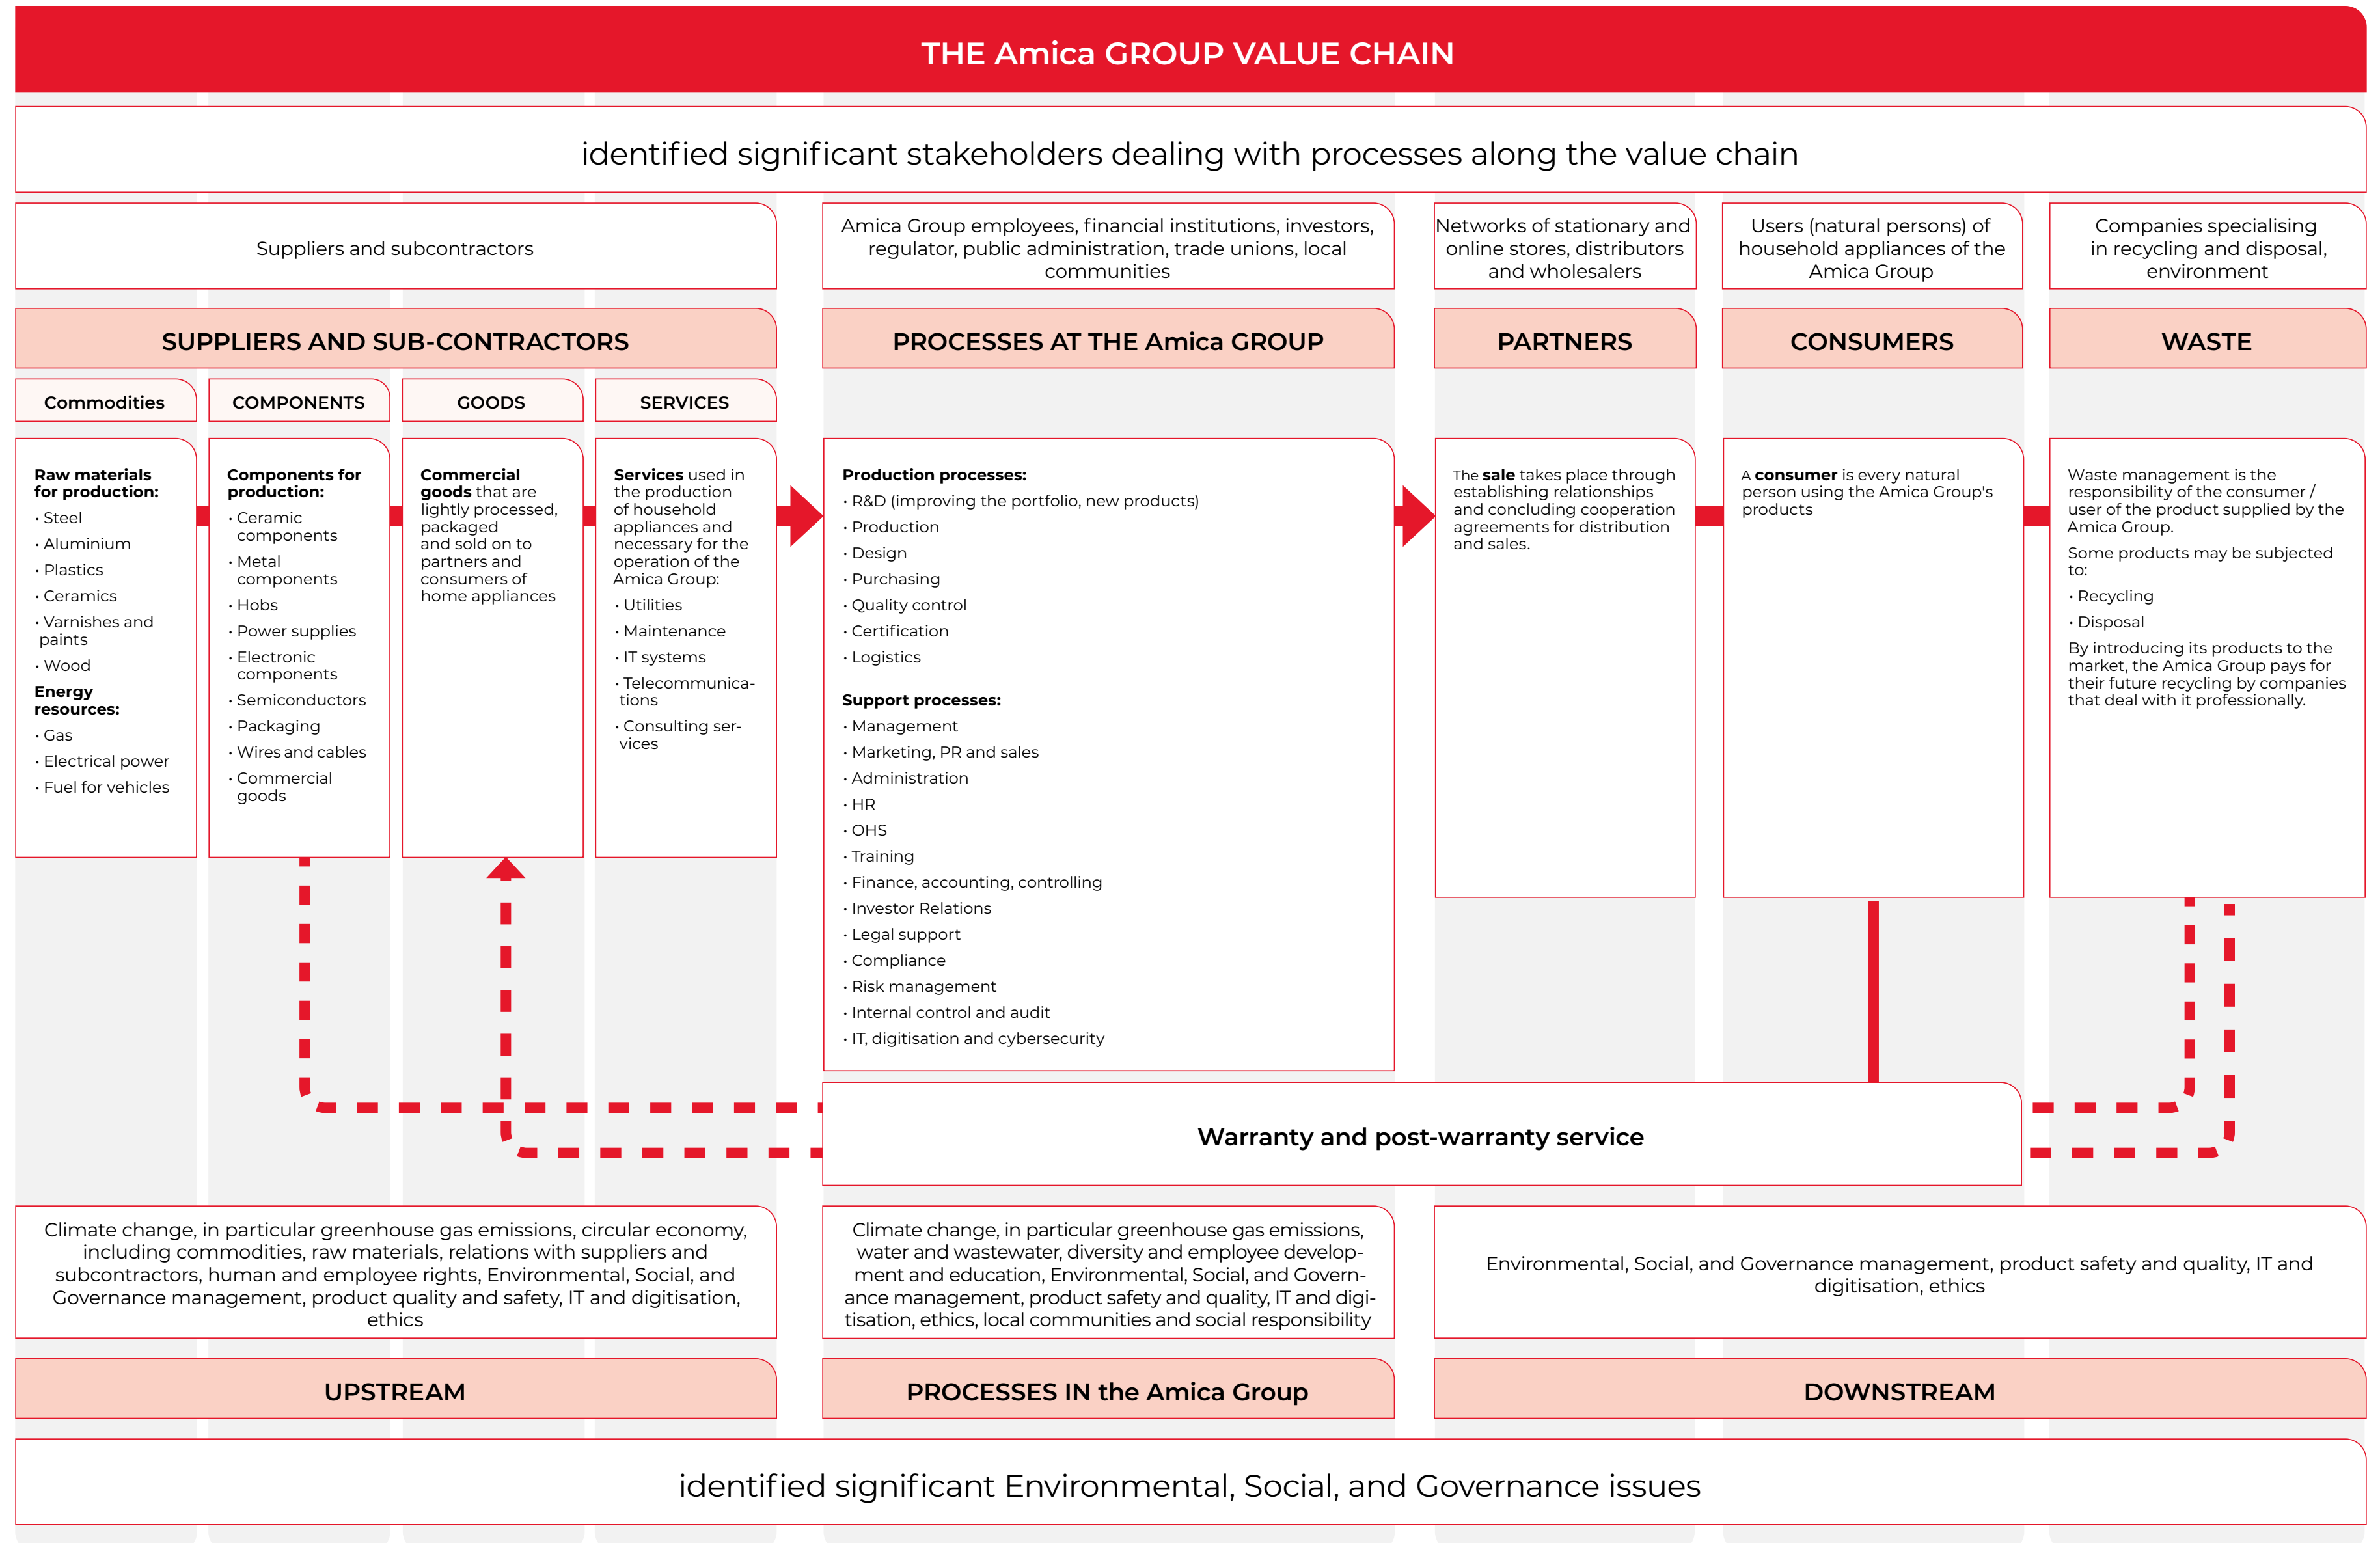 THE Amica GROUP VALUE CHAIN
identified significant stakeholders dealing with processes along the value chain
Suppliers and subcontractors
Amica Group employees, financial institutions, investors,
regulator, public administration, trade unions, local
communities
Networks of stationary and
online stores, distributors
and wholesalers
Users (natural persons) of
household appliances of the
Amica Group
Companies specialising
in recycling and disposal,
environment
SUPPLIERS AND SUB-CONTRACTORS
PROCESSES AT THE Amica GROUP
PARTNERS
CONSUMERS
WASTE
Commodities
COMPONENTS
GOODS
SERVICES
Raw materials
for production:
· Steel
· Aluminium
· Plastics
· Ceramics
· Varnishes and
paints
· Wood
Energy
resources:
· Gas
· Electrical power
· Fuel for vehicles
Components for
production:
· Ceramic
components
· Metal
components
· Hobs
· Power supplies
· Electronic
components
· Semiconductors
· Packaging
· Wires and cables
· Commercial
goods
Commercial
goods that are
lightly processed,
packaged
and sold on to
partners and
consumers of
home appliances
Services used in
the production
of household
appliances and
necessary for the
operation of the
Amica Group:
· Utilities
· Maintenance
· IT systems
· Telecommunica-
tions
· Consulting ser-
vices
Production processes:
· R&D (improving the portfolio, new products)
· Production
· Design
· Purchasing
· Quality control
· Certification
· Logistics
Support processes:
· Management
· Marketing, PR and sales
· Administration
· HR
· OHS
· Training
· Finance, accounting, controlling
· Investor Relations
· Legal support
· Compliance
· Risk management
· Internal control and audit
· IT, digitisation and cybersecurity
The sale takes place through
establishing relationships
and concluding cooperation
agreements for distribution
and sales.
A consumer is every natural
person using the Amica Group's
products
Waste management is the
responsibility of the consumer /
user of the product supplied by the
Amica Group.
Some products may be subjected
to:
· Recycling
· Disposal
By introducing its products to the
market, the Amica Group pays for
their future recycling by companies
that deal with it professionally.
Warranty and post-warranty service
Climate change, in particular greenhouse gas emissions, circular economy,
including commodities, raw materials, relations with suppliers and
subcontractors, human and employee rights, Environmental, Social, and
Governance management, product quality and safety, IT and digitisation,
ethics
Climate change, in particular greenhouse gas emissions,
water and wastewater, diversity and employee develop-
ment and education, Environmental, Social, and Govern-
ance management, product safety and quality, IT and digi-
tisation, ethics, local communities and social responsibility
Environmental, Social, and Governance management, product safety and quality, IT and
digitisation, ethics
UPSTREAM
PROCESSES IN the Amica Group
DOWNSTREAM
identified significant Environmental, Social, and Governance issues